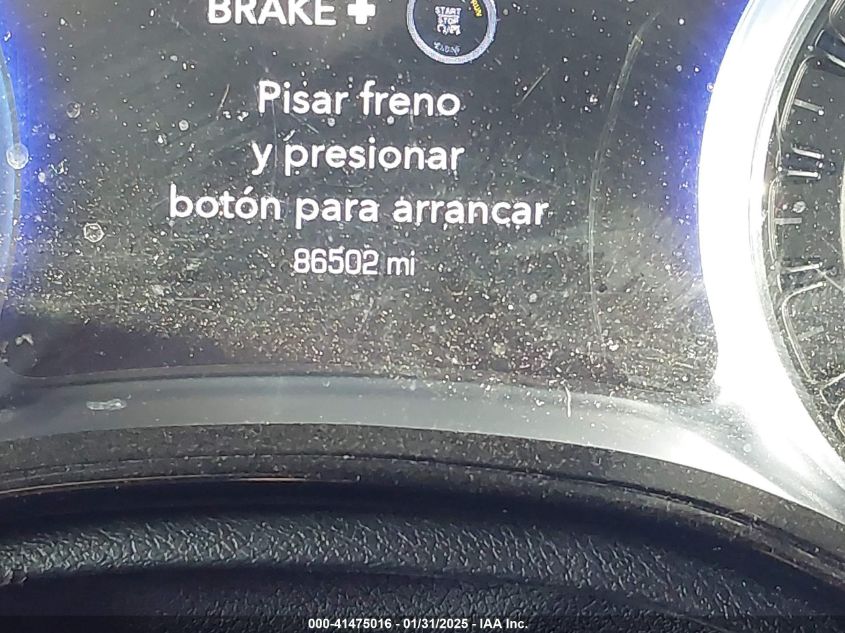 BRAKE +
START
STOP
Pisar freno
y presionar
botón para arrancar
86502 mi
000-41475016 - 01/31/2025 - IAA Inc.